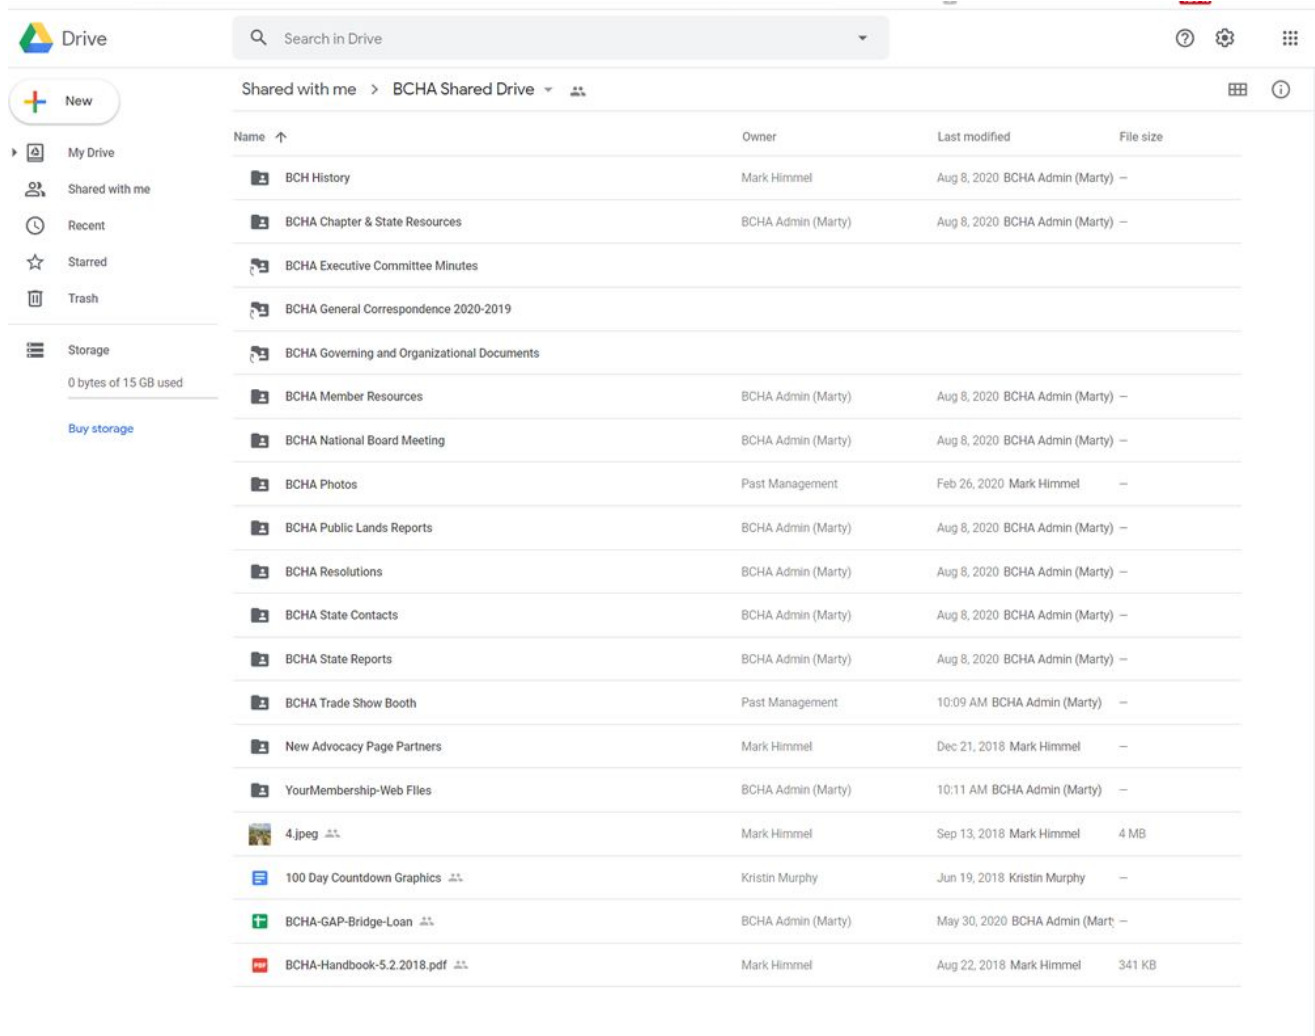 Drive
Search in Drive
New
Shared with me > BCHA Shared Drive
My Drive
Shared with me
Recent
Starred
Trash
Storage
0 bytes of 15 GB used
Buy storage
Name Owner Last modified File size
BCH History Mark Himmel Aug 8, 2020 BCHA Admin (Marty) –
BCHA Chapter & State Resources BCHA Admin (Marty) Aug 8, 2020 BCHA Admin (Marty) –
BCHA Executive Committee Minutes
BCHA General Correspondence 2020-2019
BCHA Governing and Organizational Documents
BCHA Member Resources BCHA Admin (Marty) Aug 8, 2020 BCHA Admin (Marty) –
BCHA National Board Meeting BCHA Admin (Marty) Aug 8, 2020 BCHA Admin (Marty) –
BCHA Photos Past Management Feb 26, 2020 Mark Himmel –
BCHA Public Lands Reports BCHA Admin (Marty) Aug 8, 2020 BCHA Admin (Marty) –
BCHA Resolutions BCHA Admin (Marty) Aug 8, 2020 BCHA Admin (Marty) –
BCHA State Contacts BCHA Admin (Marty) Aug 8, 2020 BCHA Admin (Marty) –
BCHA State Reports BCHA Admin (Marty) Aug 8, 2020 BCHA Admin (Marty) –
BCHA Trade Show Booth Past Management 10:09 AM BCHA Admin (Marty) –
New Advocacy Page Partners Mark Himmel Dec 21, 2018 Mark Himmel –
YourMembership-Web FIles BCHA Admin (Marty) 10:11 AM BCHA Admin (Marty) –
4.jpeg Mark Himmel Sep 13, 2018 Mark Himmel 4 MB
100 Day Countdown Graphics Kristin Murphy Jun 19, 2018 Kristin Murphy –
BCHA-GAP-Bridge-Loan BCHA Admin (Marty) May 30, 2020 BCHA Admin (Mart –
PDF BCHA-Handbook-5.2.2018.pdf Mark Himmel Aug 22, 2018 Mark Himmel 341 KB